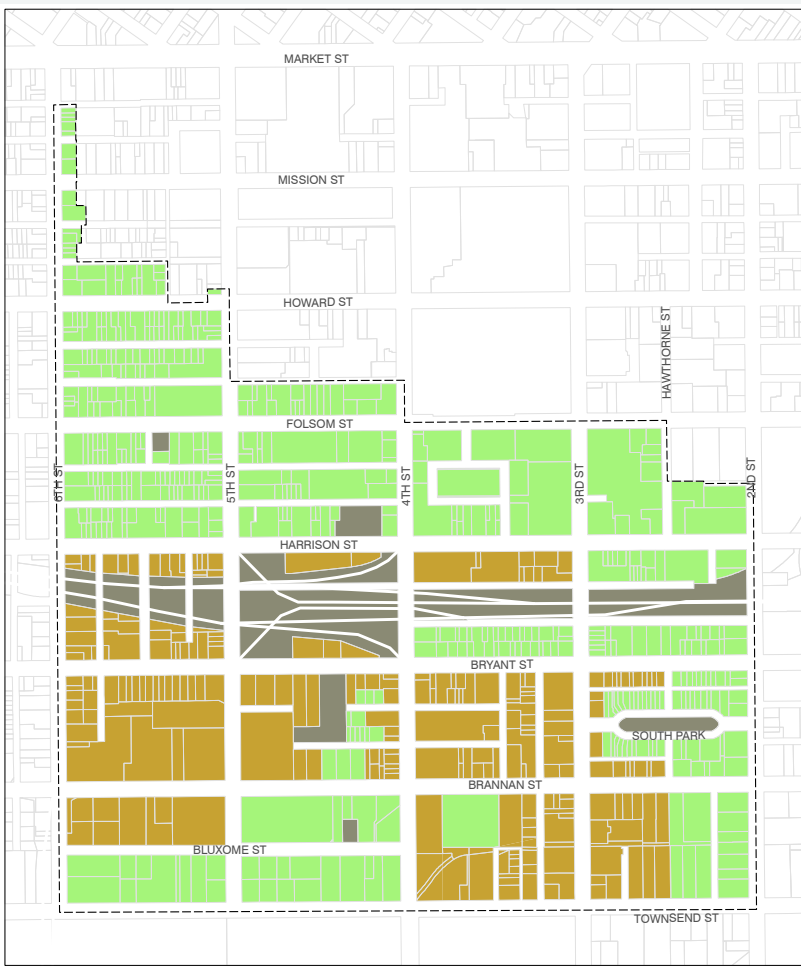 MARKET ST
MISSION ST
HOWARD ST
HAWTHORNE ST
FOLSOM ST
6TH ST
5TH ST
4TH ST
3RD ST
2ND ST
HARRISON ST
BRYANT ST
SOUTH PARK
BRANNAN ST
BLUXOME ST
TOWNSEND ST